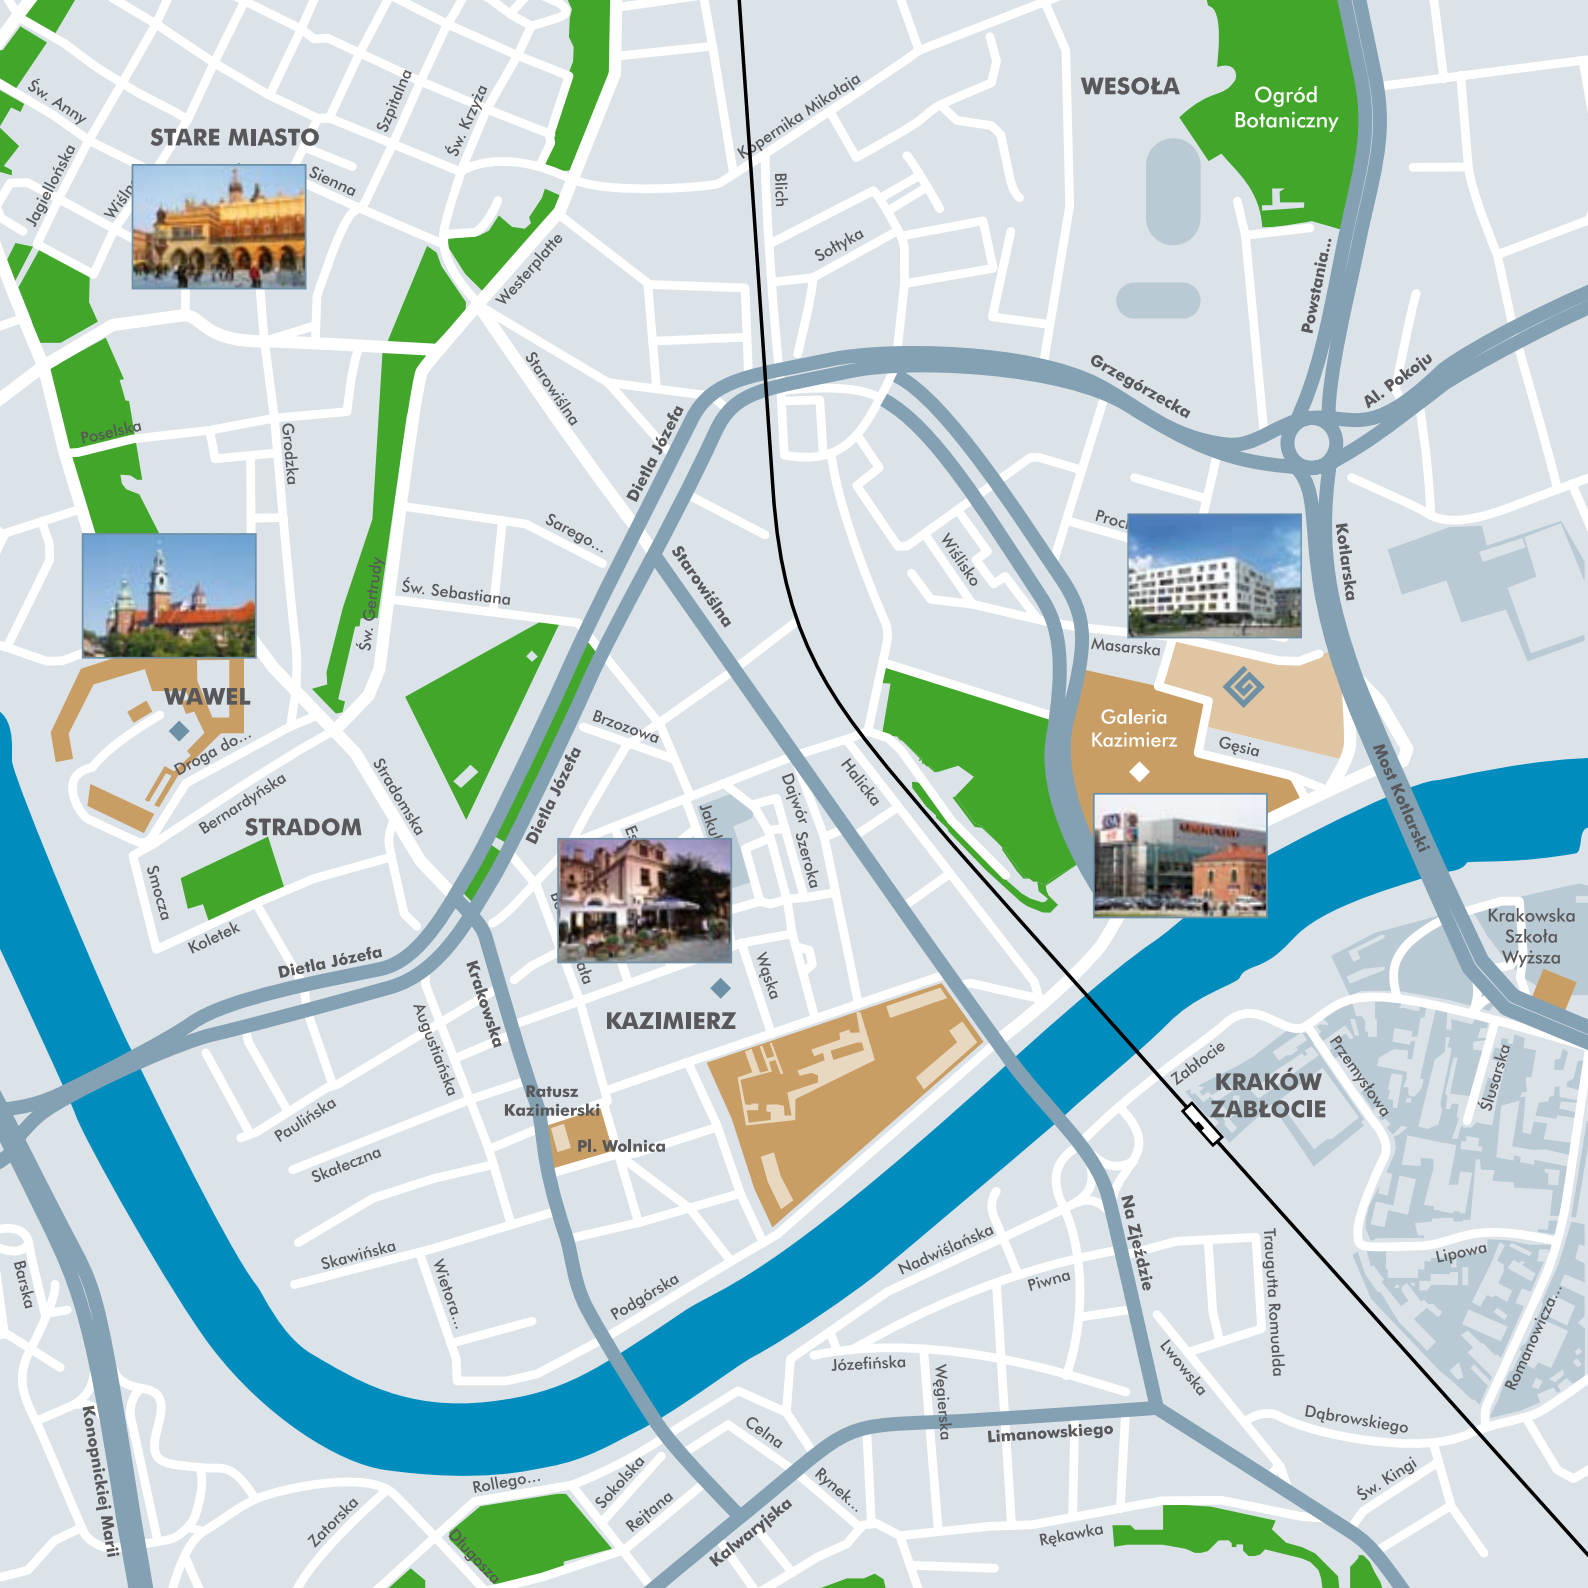 WESOŁA
Ogród
Botaniczny
Św. Anny
Szpitalna
Św. Krzyża
Kopernika Mikołaja
STARE MIASTO
Jagiellońska
Sienna
Blich
Sołtyka
Westerplatte
Powstania...
Starowiślna
Grzegórzecka
Al. Pokoju
Poselska
Grodzka
Dietla Józefa
Sarego...
Wiślisko
Kotlarska
Św. Gertrudy
Św. Sebastiana
Starowiślna
Masarska
WAWEL
Droga do...
Brzozowa
Galeria
Kazimierz
Gęsia
Bernardyńska
Stradomska
Dietla Józefa
Halicka
Most Kotlarski
STRADOM
Dajwór
Szeroka
Smocza
Koletek
Krakowska
Szkoła
Wyższa
Dietla Józefa
Krakowska
Wąska
KAZIMIERZ
Augustiańska
Zabłocie
Przemysłowa
Ślusarska
KRAKÓW
ZABŁOCIE
Ratusz
Kazimierski
Pl. Wolnica
Paulińska
Skałeczna
Na Zjeździe
Skawińska
Wietora...
Nadwiślańska
Piwna
Traugutta Romualda
Lipowa
Barska
Podgórska
Romanowicza...
Józefińska
Węgierska
Lwowska
Konopnickiej Marii
Celna
Limanowskiego
Dąbrowskiego
Rollego...
Sokolska
Rejtana
Rynek...
Św. Kingi
Zatorska
Długosza
Kalwaryjska
Rękawka